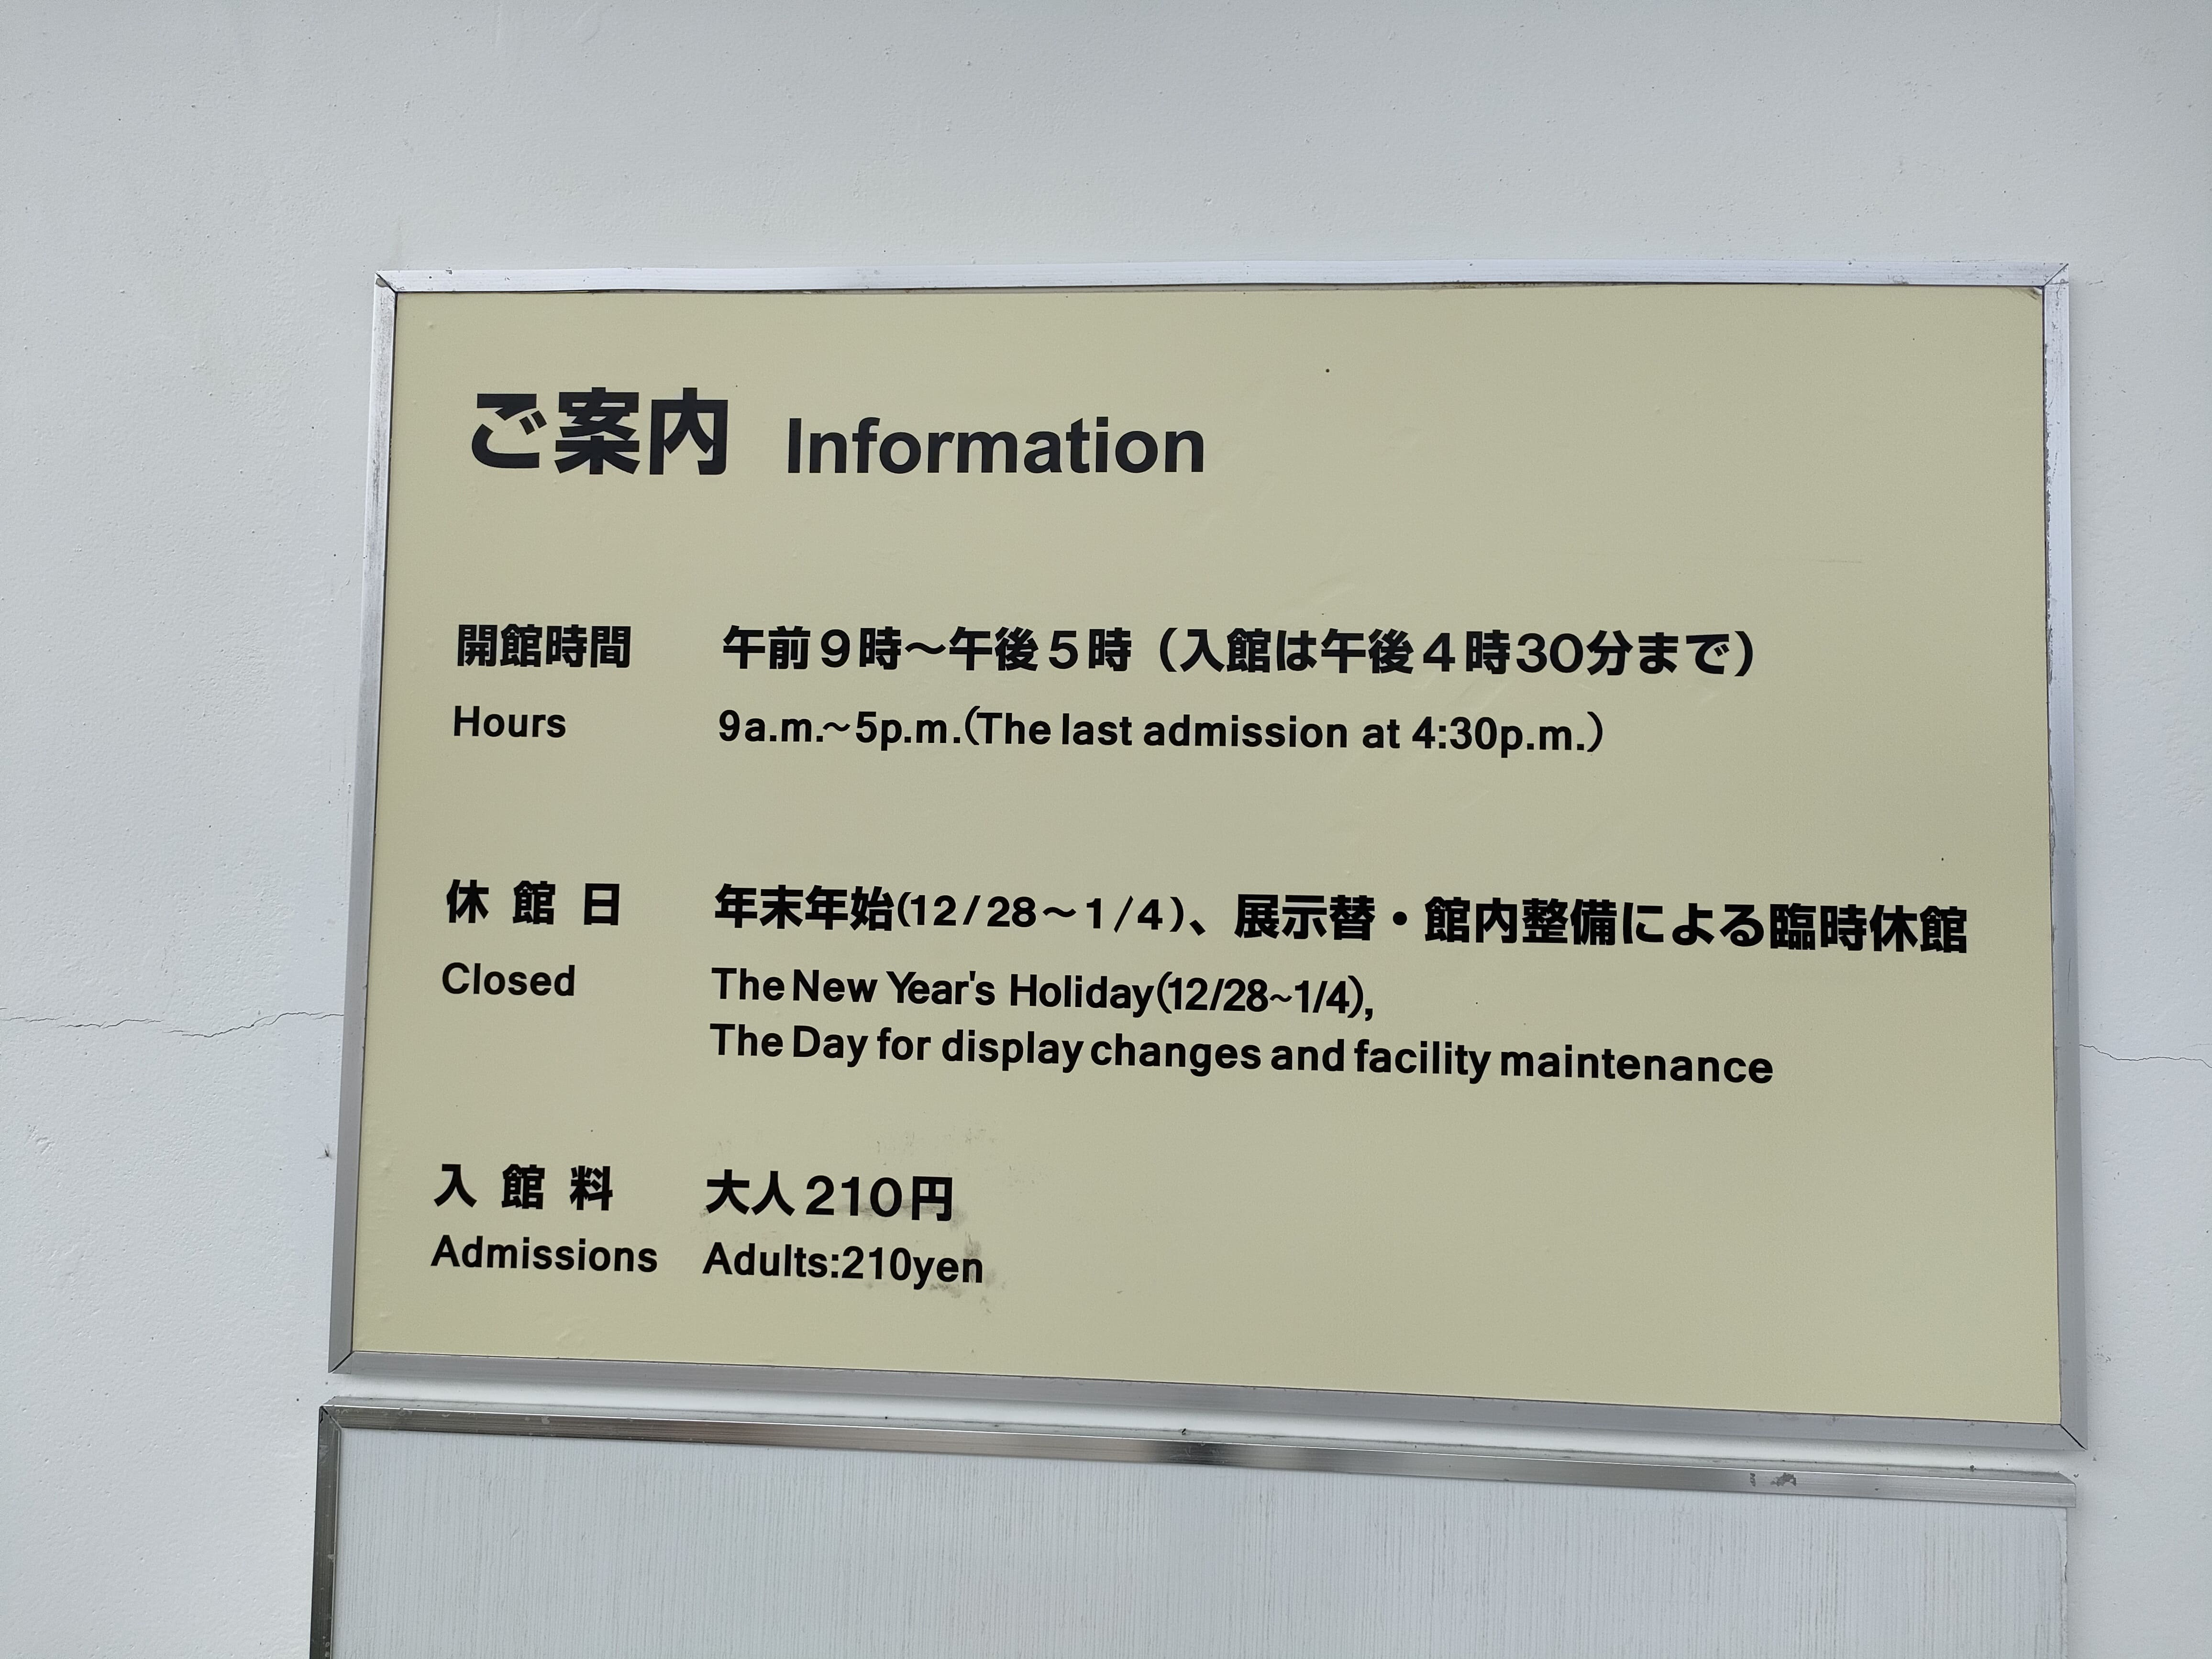 ご案内 Information
開館時間 午前9時～午後5時（入館は午後4時30分まで）
Hours 9a.m.~5p.m.(The last admission at 4:30p.m.)
休館日 年末年始(12/28～1/4)、展示替・館内整備による臨時休館
Closed The New Year's Holiday(12/28~1/4),
The Day for display changes and facility maintenance
入館料 大人210円
Admissions Adults:210yen